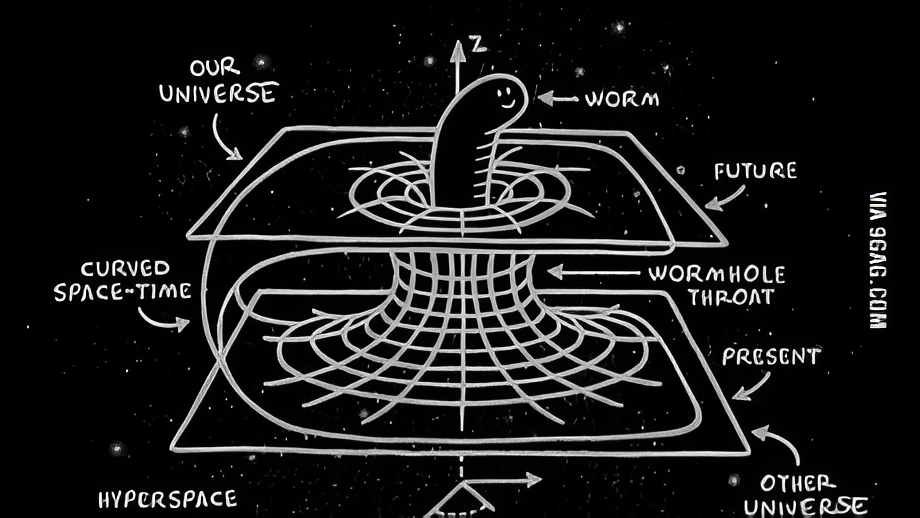 Z
OUR
UNIVERSE
WORM
FUTURE
CURVED
SPACE-TIME
WORMHOLE
THROAT
PRESENT
HYPERSPACE
OTHER
UNIVERSE
VIA 9GAG.COM